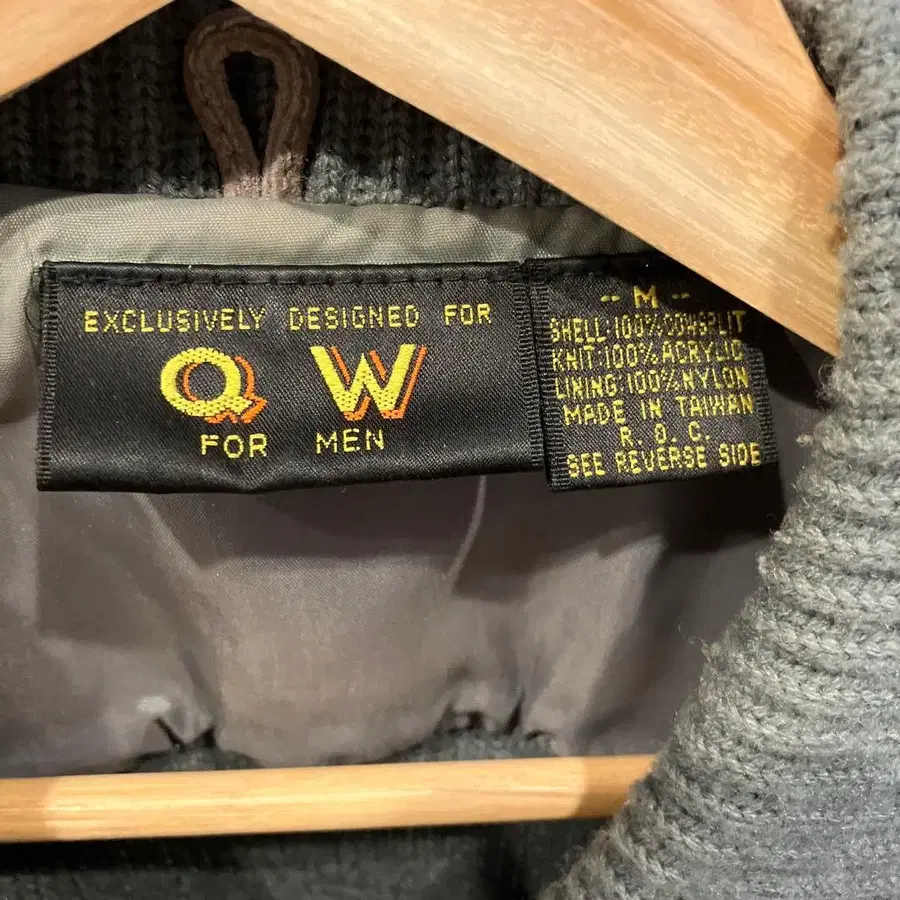 EXCLUSIVELY DESIGNED FOR
Q W
FOR MEN
-- M --
SHELL:100%COWSPLIT
KNIT:100%ACRYLIC
LINING:100%NYLON
MADE IN TAIWAN
R. O. C.
SEE REVERSE SIDE